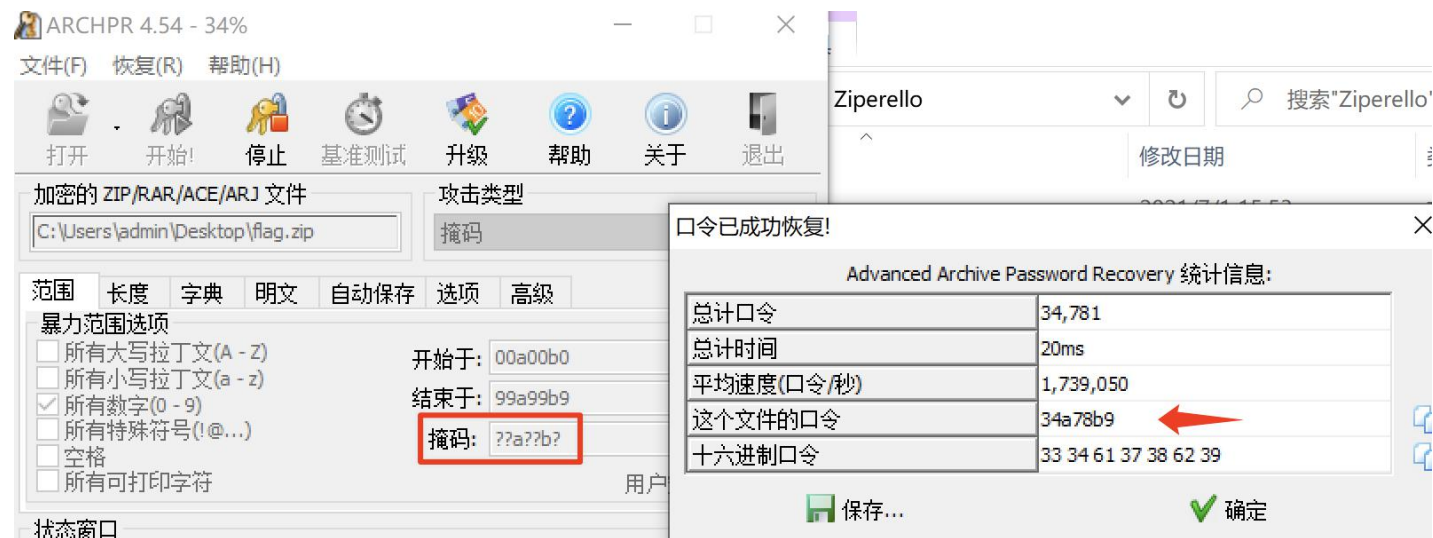 ARCHPR 4.54 - 34%
文件(F) 恢复(R) 帮助(H)
打开 开始! 停止 基准测试 升级 帮助 关于 退出
加密的 ZIP/RAR/ACE/ARJ 文件
C:\Users\admin\Desktop\flag.zip
攻击类型
掩码
范围 长度 字典 明文 自动保存 选项 高级
暴力范围选项
所有大写拉丁文(A - Z)
所有小写拉丁文(a - z)
所有数字(0 - 9)
所有特殊符号(!@...)
空格
所有可打印字符
开始于: 00a00b0
结束于: 99a99b9
掩码: ??a??b?
用户
状态窗口
Ziperello
搜索"Ziperello"
修改日期
口令已成功恢复!
Advanced Archive Password Recovery 统计信息:
总计口令 34,781
总计时间 20ms
平均速度(口令/秒) 1,739,050
这个文件的口令 34a78b9
十六进制口令 33 34 61 37 38 62 39
保存... 确定